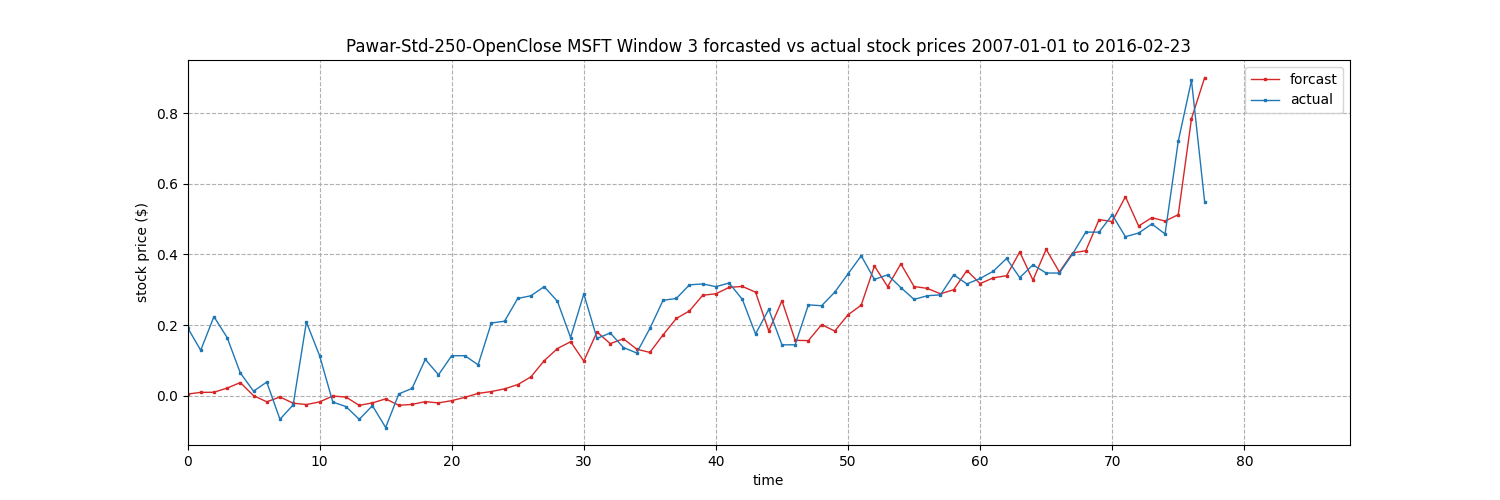 Pawar-Std-250-OpenClose MSFT Window 3 forcasted vs actual stock prices 2007-01-01 to 2016-02-23
forcast
actual
stock price ($)
0.8
0.6
0.4
0.2
0.0
0 10 20 30 40 50 60 70 80
time